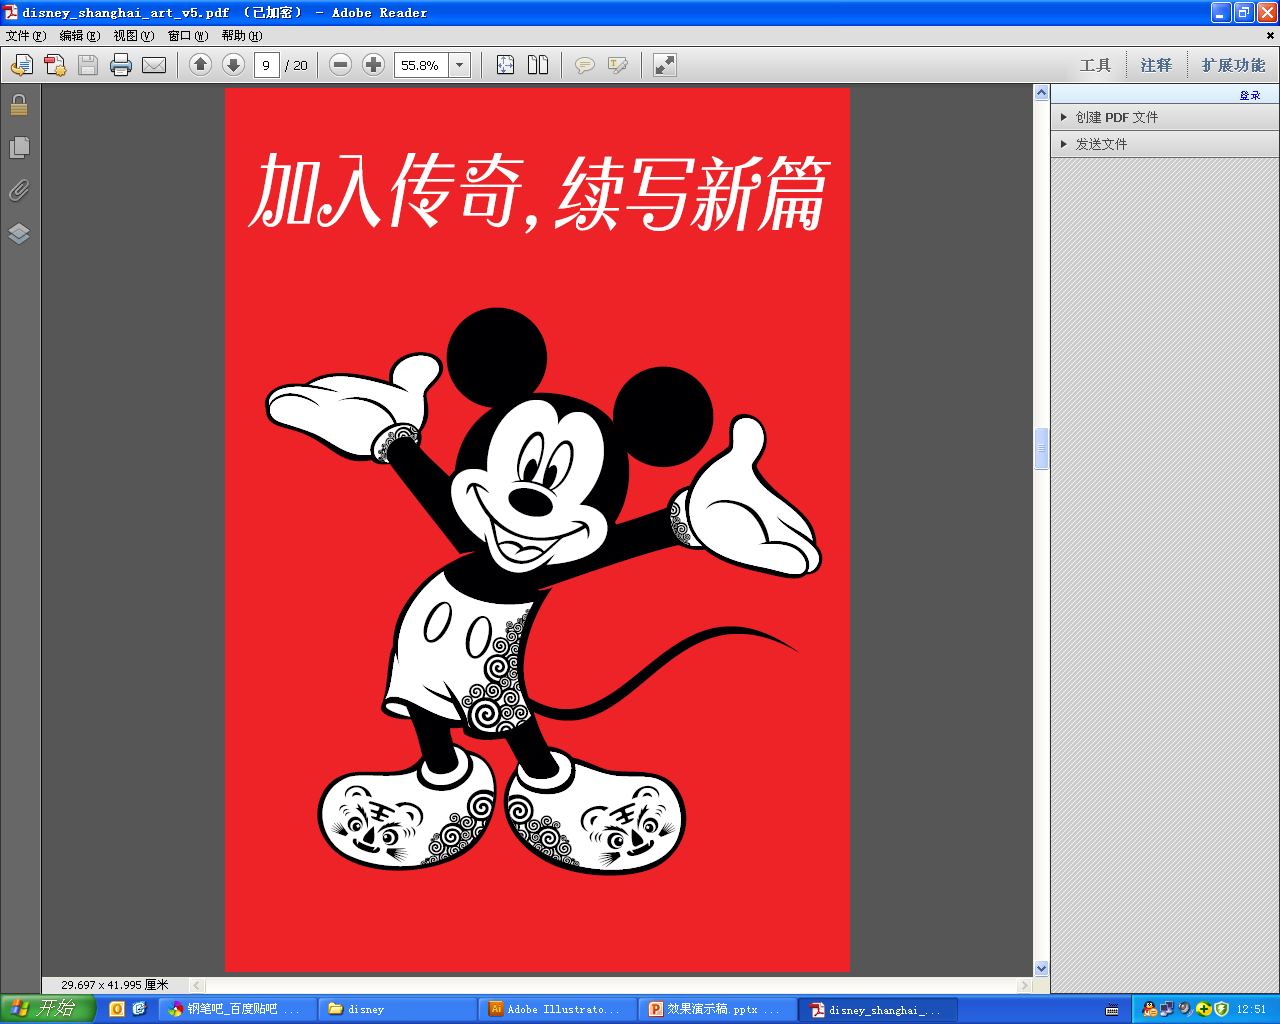 disney_shanghai_art_v5.pdf （已加密） - Adobe Reader
文件(F) 编辑(E) 视图(V) 窗口(W) 帮助(H)
9 / 20 55.8% 工具 注释 扩展功能
登录
创建 PDF 文件
发送文件
加入传奇,续写新篇
29.697 x 41.995 厘米
开始 钢笔吧_百度贴吧 ... disney Adobe Illustrato... 效果演示稿.pptx ... disney_shanghai_... 12:51